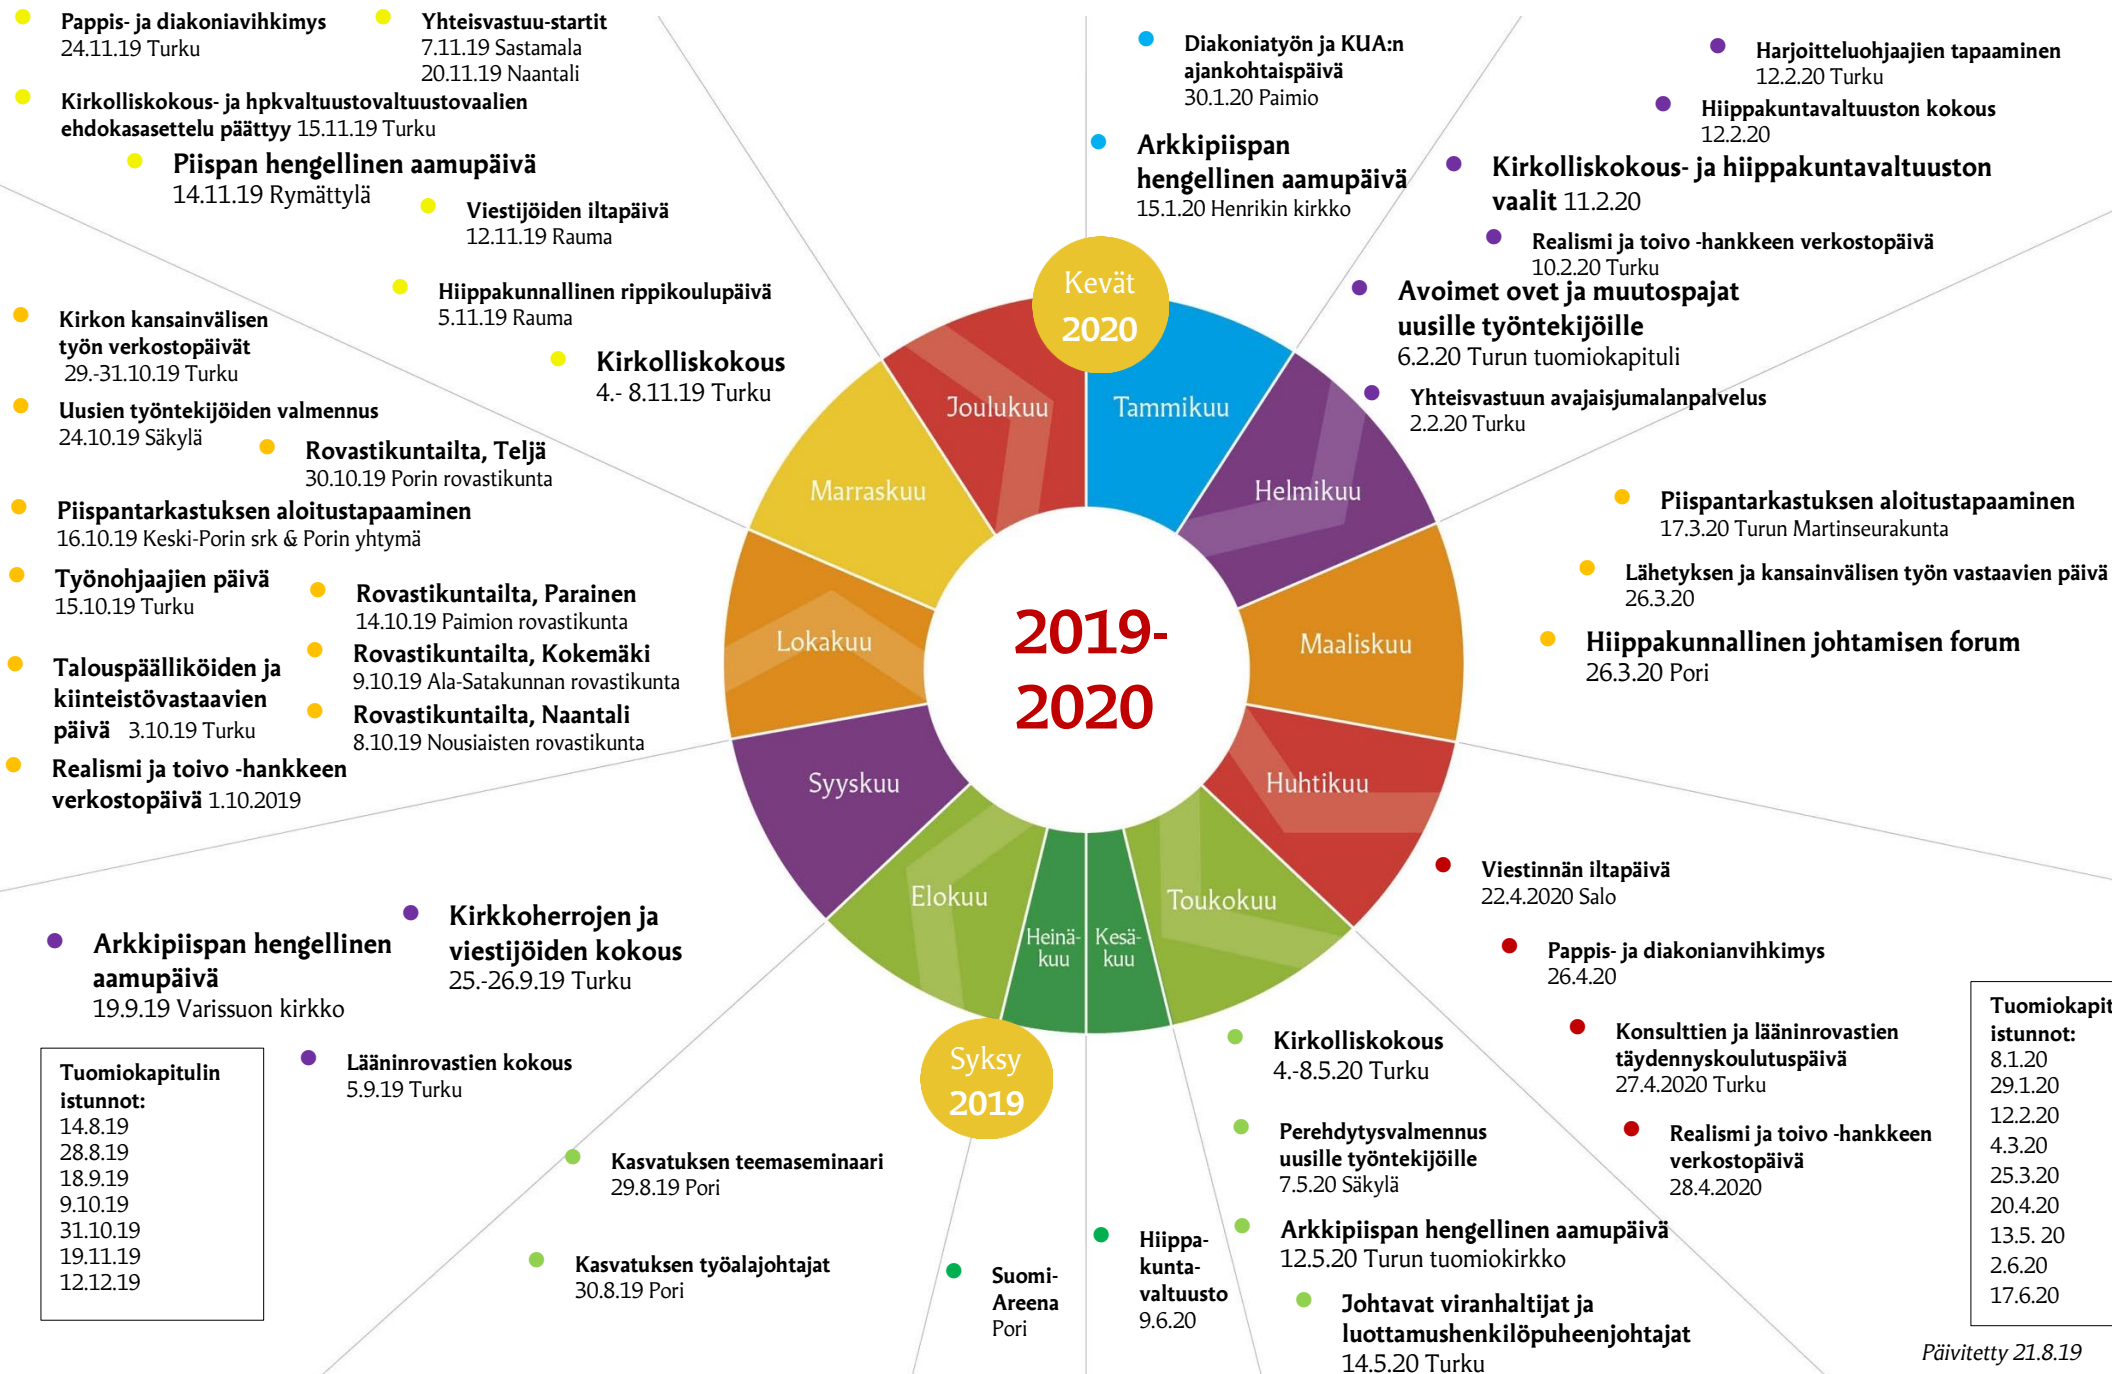 Pappis- ja diakoniavihkimys
24.11.19 Turku
Yhteisvastuu-startit
7.11.19 Sastamala
20.11.19 Naantali
Kirkolliskokous- ja hpkvaltuustovaltuustovaalien
ehdokasasettelu päättyy 15.11.19 Turku
Piispan hengellinen aamupäivä
14.11.19 Rymättylä
Viestijöiden iltapäivä
12.11.19 Rauma
Hiippakunnallinen rippikoulupäivä
5.11.19 Rauma
Kirkolliskokous
4.- 8.11.19 Turku
Kirkon kansainvälisen
työn verkostopäivät
29.-31.10.19 Turku
Uusien työntekijöiden valmennus
24.10.19 Säkylä
Rovastikuntailta, Teljä
30.10.19 Porin rovastikunta
Piispantarkastuksen aloitustapaaminen
16.10.19 Keski-Porin srk & Porin yhtymä
Työnohjaajien päivä
15.10.19 Turku
Rovastikuntailta, Parainen
14.10.19 Paimion rovastikunta
Talouspäälliköiden ja
kiinteistövastaavien
päivä 3.10.19 Turku
Rovastikuntailta, Kokemäki
9.10.19 Ala-Satakunnan rovastikunta
Rovastikuntailta, Naantali
8.10.19 Nousiaisten rovastikunta
Realismi ja toivo -hankkeen
verkostopäivä 1.10.2019
Diakoniatyön ja KUA:n
ajankohtaispäivä
30.1.20 Paimio
Arkkipiispan
hengellinen aamupäivä
15.1.20 Henrikin kirkko
Harjoitteluohjaajien tapaaminen
12.2.20 Turku
Hiippakuntavaltuuston kokous
12.2.20
Kirkolliskokous- ja hiippakuntavaltuuston
vaalit 11.2.20
Realismi ja toivo -hankkeen verkostopäivä
10.2.20 Turku
Avoimet ovet ja muutospajat
uusille työntekijöille
6.2.20 Turun tuomiokapituli
Yhteisvastuun avajaisjumalanpalvelus
2.2.20 Turku
Piispantarkastuksen aloitustapaaminen
17.3.20 Turun Martinseurakunta
Lähetyksen ja kansainvälisen työn vastaavien päivä
26.3.20
Hiippakunnallinen johtamisen forum
26.3.20 Pori
Kevät
2020
Joulukuu
Tammikuu
Marraskuu
Helmikuu
Lokakuu
Maaliskuu
2019-
2020
Syyskuu
Huhtikuu
Elokuu
Toukokuu
Heinä-
kuu
Kesä-
kuu
Syksy
2019
Arkkipiispan hengellinen
aamupäivä
19.9.19 Varissuon kirkko
Kirkkoherrojen ja
viestijöiden kokous
25.-26.9.19 Turku
Lääninrovastien kokous
5.9.19 Turku
Tuomiokapitulin
istunnot:
14.8.19
28.8.19
18.9.19
9.10.19
31.10.19
19.11.19
12.12.19
Kasvatuksen teemaseminaari
29.8.19 Pori
Kasvatuksen työalajohtajat
30.8.19 Pori
Suomi-
Areena
Pori
Hiippa-
kunta-
valtuusto
9.6.20
Kirkolliskokous
4.-8.5.20 Turku
Perehdytysvalmennus
uusille työntekijöille
7.5.20 Säkylä
Arkkipiispan hengellinen aamupäivä
12.5.20 Turun tuomiokirkko
Johtavat viranhaltijat ja
luottamushenkilöpuheenjohtajat
14.5.20 Turku
Viestinnän iltapäivä
22.4.2020 Salo
Pappis- ja diakonianvihkimys
26.4.20
Konsulttien ja lääninrovastien
täydennyskoulutuspäivä
27.4.2020 Turku
Realismi ja toivo -hankkeen
verkostopäivä
28.4.2020
Tuomiokapit
istunnot:
8.1.20
29.1.20
12.2.20
4.3.20
25.3.20
20.4.20
13.5. 20
2.6.20
17.6.20
Päivitetty 21.8.19